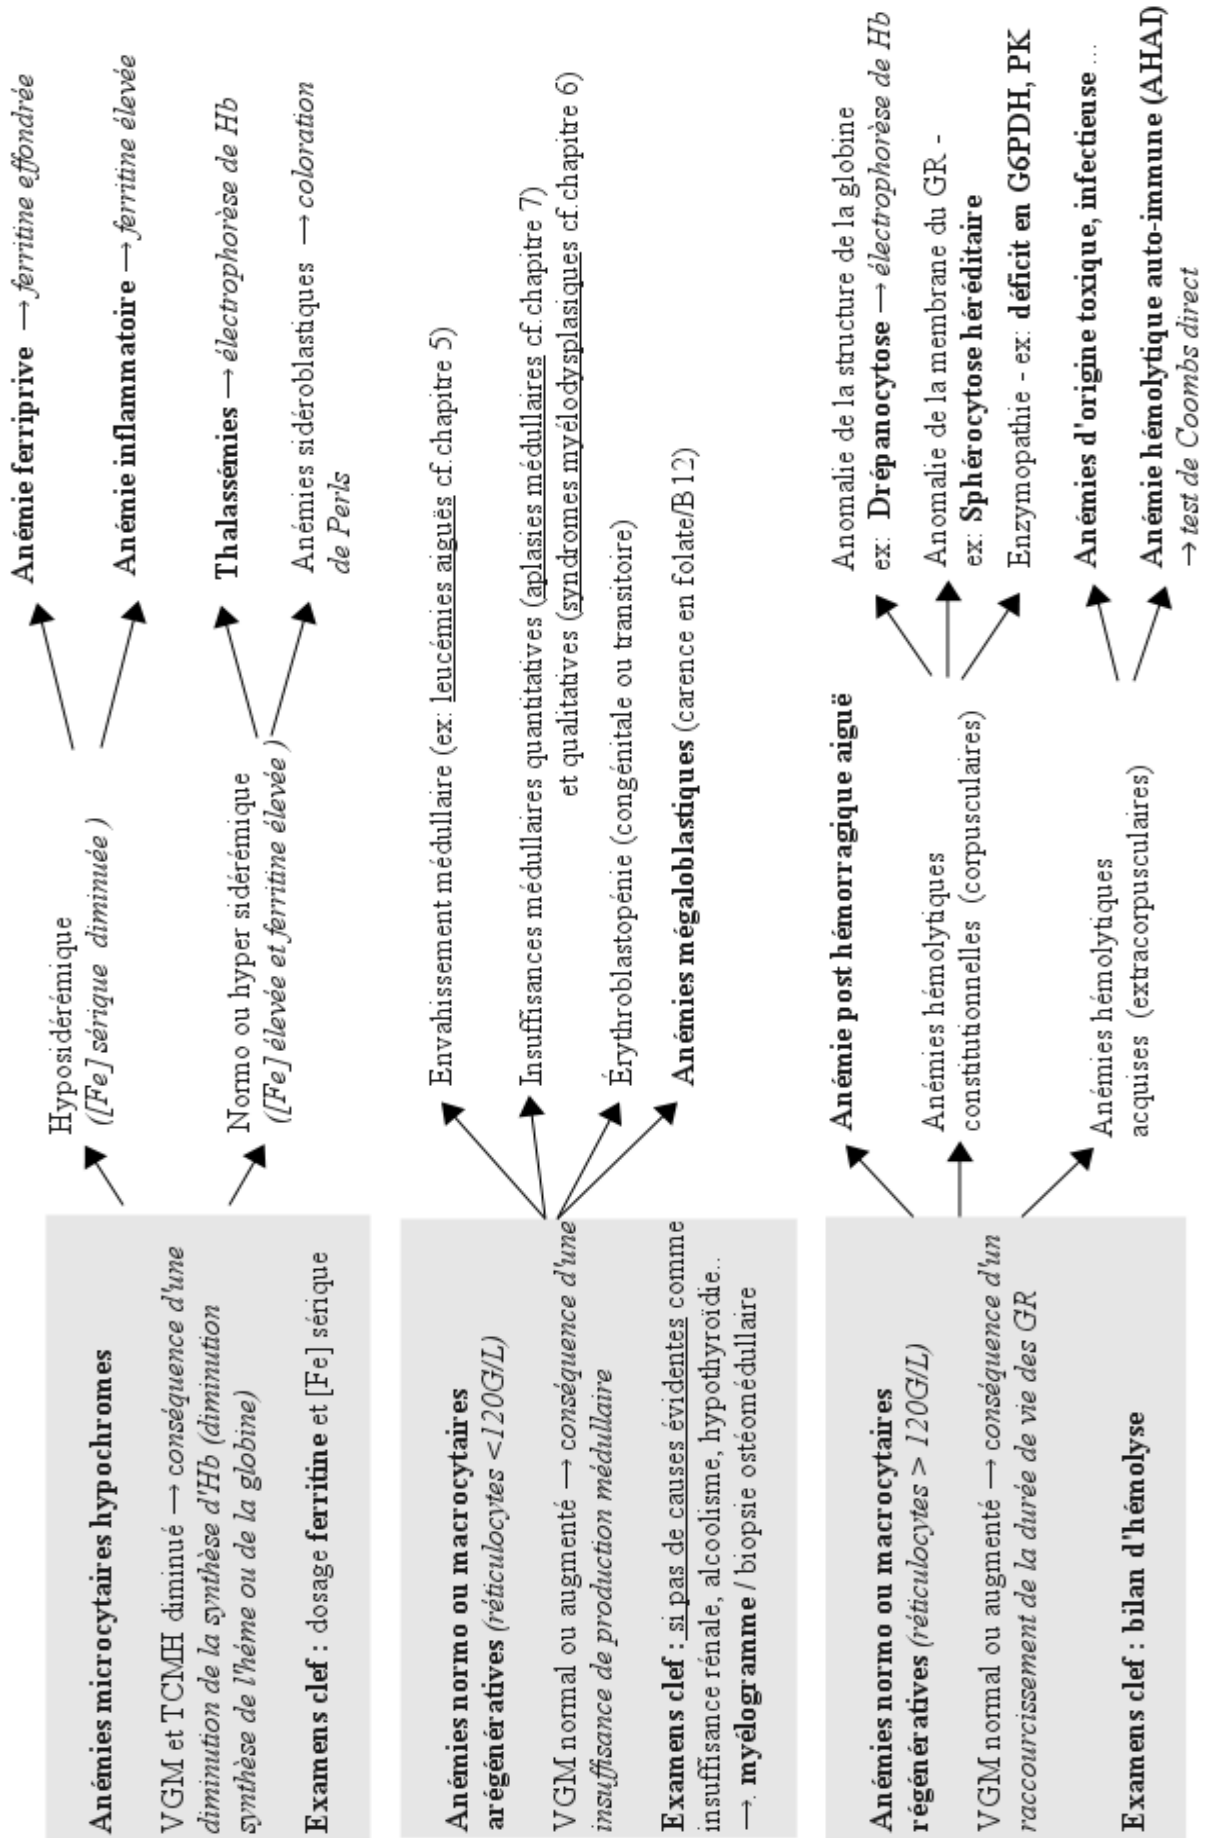 Anémies microcytaires hypochromes
VGM et TCMH diminué → conséquence d'une
diminution de la synthèse d'Hb (diminution
synthèse de l'hème ou de la globine)
Examens clef : dosage ferritine et [Fe] sérique
Hyposidérémique
([Fe] sérique diminuée )
Anémie ferriprive → ferritine effondrée
Anémie inflammatoire → ferritine élevée
Normo ou hyper sidérémique
([Fe] élevée et ferritine élevée )
Thalassémies → électrophorèse de Hb
Anémies sidéroblastiques → coloration
de Perls
Anémies normo ou macrocytaires
arégénératives (réticulocytes <120G/L)
VGM normal ou augmenté → conséquence d'une
insuffisance de production médullaire
Examens clef : si pas de causes évidentes comme
insuffisance rénale, alcoolisme, hypothyroïdie..
→ myélogramme / biopsie ostéomédullaire
Envahissement médullaire (ex: leucémies aiguës cf.chapitre 5)
Insuffisances médullaires quantitatives (aplasies médullaires cf.chapitre 7)
et qualitatives (syndromes myélodysplasiques cf.chapitre 6)
Érythroblastopénie (congénitale ou transitoire)
Anémies mégaloblastiques (carence en folate/B12)
Anémies normo ou macrocytaires
régénératives (réticulocytes > 120G/L)
VGM normal ou augmenté → conséquence d'un
raccourcissement de la durée de vie des GR
Examens clef : bilan d'hémolyse
Anémie post hémorragique aiguë
Anémies hémolytiques
constitutionnelles (corpusculaires)
Anomalie de la structure de la globine
ex: Drépanocytose → électrophorèse de Hb
Anomalie de la membrane du GR -
ex: Sphérocytose héréditaire
Enzymopathie - ex: déficit en G6PDH, PK
Anémies hémolytiques
acquises (extracorpusculaires)
Anémies d'origine toxique, infectieuse ...
Anémie hémolytique auto-immune (AHAI)
→ test de Coombs direct